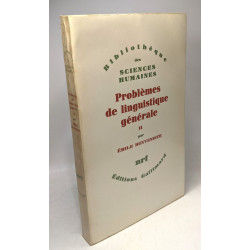 Bibliothèque
des
SCIENCES
HUMAINES
Problèmes
de linguistique
générale
II
par
ÉMILE BENVENISTE
nrf
Éditions Gallimard